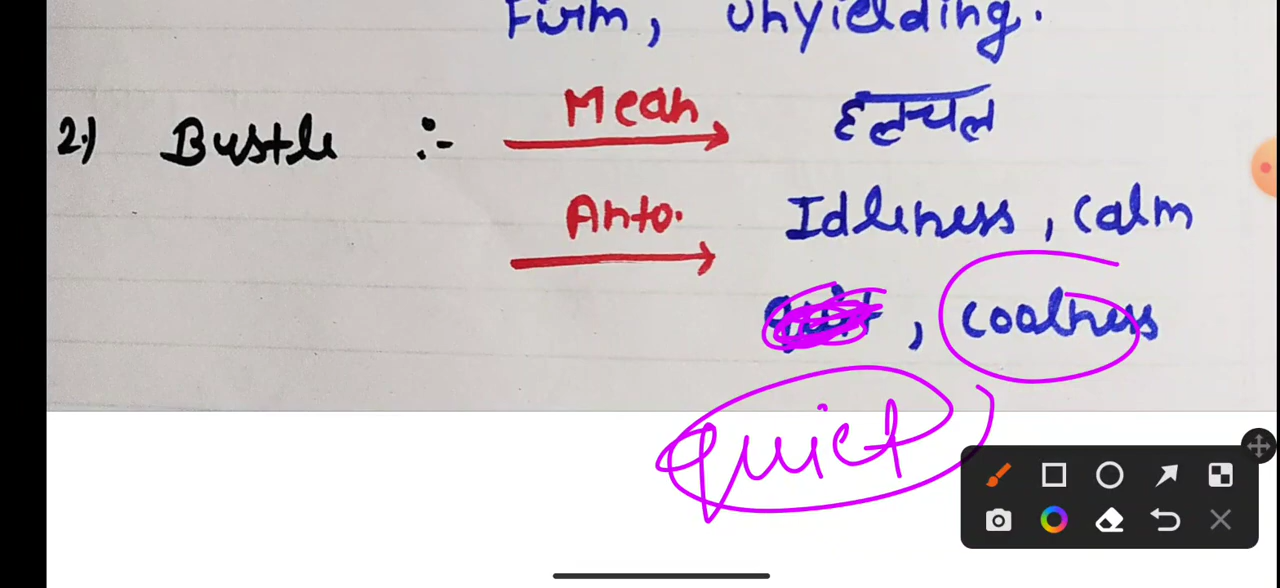 Firm, Unyielding.
2.) Bustle :- Mean हलचल
Anto. Idleness, Calm
, coolness
quiet